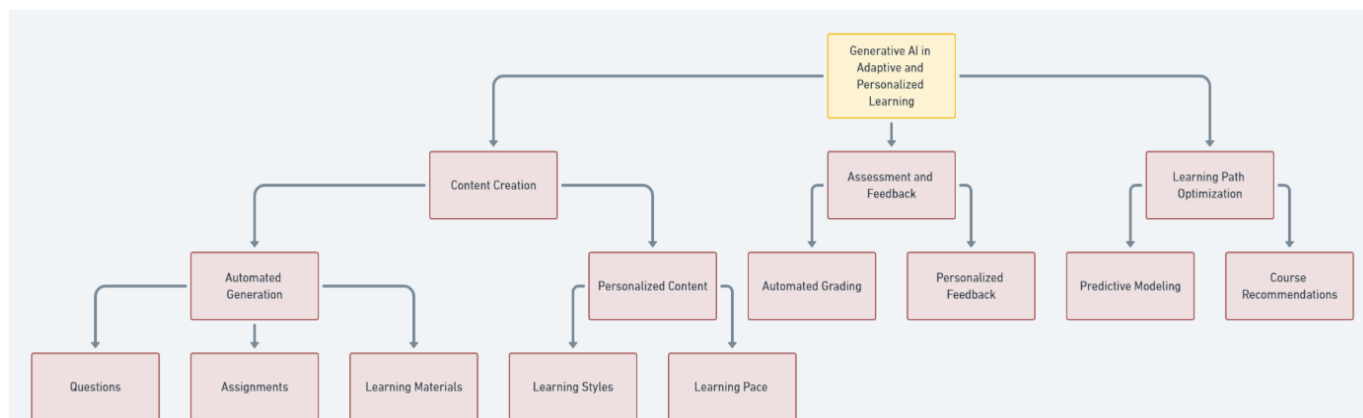 Generative AI in
Adaptive and
Personalized
Learning
Content Creation
Assessment and
Feedback
Learning Path
Optimization
Automated
Generation
Personalized Content
Automated Grading
Personalized
Feedback
Predictive Modeling
Course
Recommendations
Questions
Assignments
Learning Materials
Learning Styles
Learning Pace